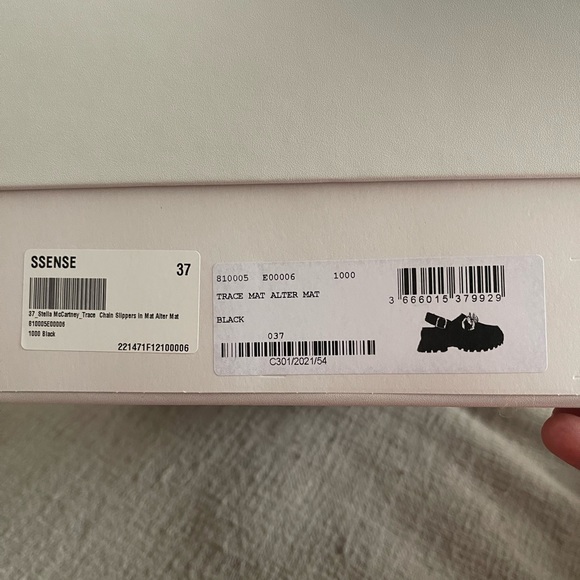 SSENSE
37
37_Stella McCartney_Trace Chain Slippers in Mat Alter Mat
810005E00006
1000 Black
221471F12100006
810005 E00006 1000
TRACE MAT ALTER MAT
BLACK
037
C301/2021/54
3 666015 379929